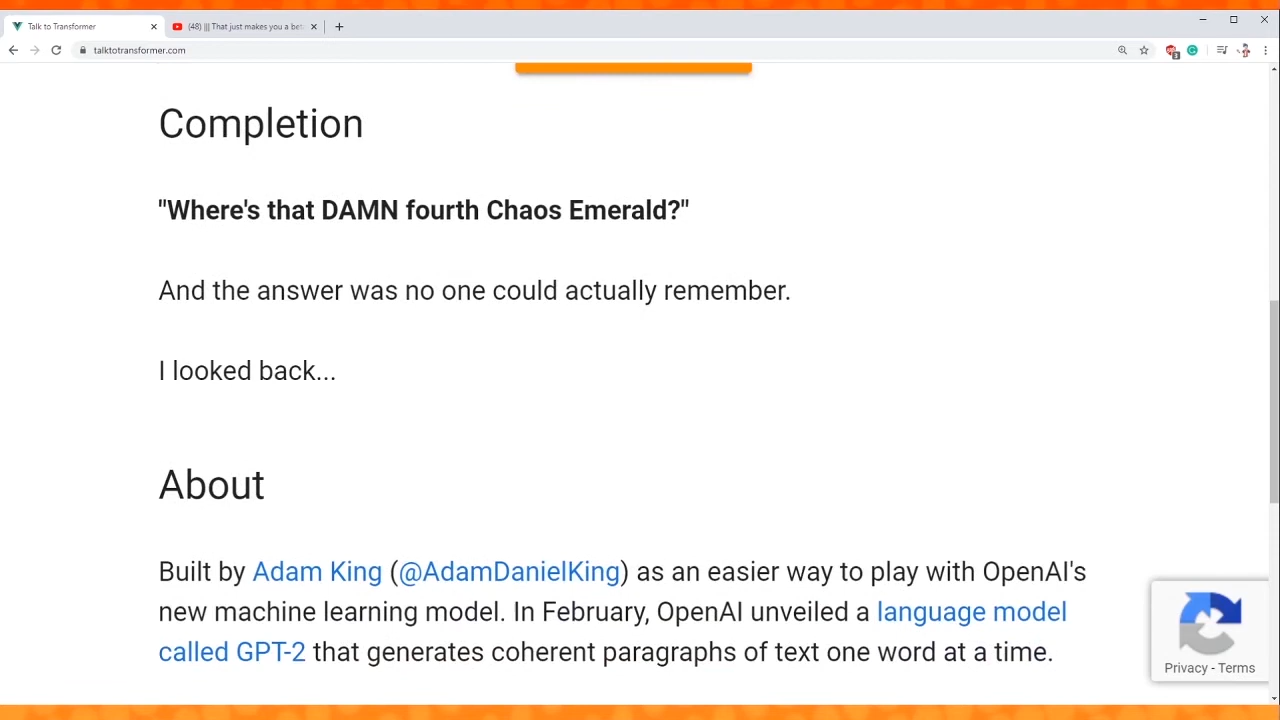 Talk to Transformer
(48) ||| That just makes you a bet
talktotransformer.com
3
Completion
"Where's that DAMN fourth Chaos Emerald?"
And the answer was no one could actually remember.
I looked back...
About
Built by Adam King (@AdamDanielKing) as an easier way to play with OpenAI's
new machine learning model. In February, OpenAI unveiled a language model
called GPT-2 that generates coherent paragraphs of text one word at a time.
Privacy - Terms